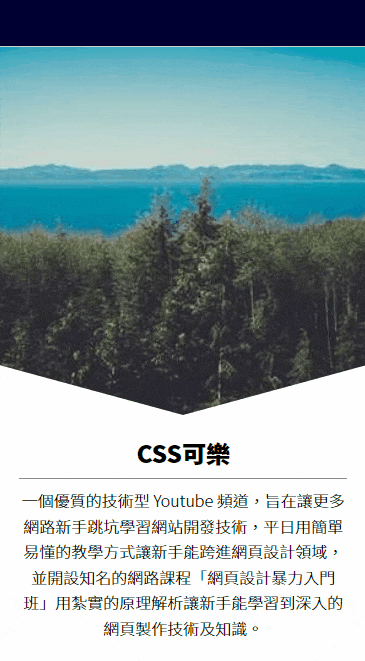 CSS可樂
一個優質的技術型 Youtube 頻道，旨在讓更多
網路新手跳坑學習網站開發技術，平日用簡單
易懂的教學方式讓新手能跨進網頁設計領域，
並開設知名的網路課程「網頁設計暴力入門
班」用紮實的原理解析讓新手能學習到深入的
網頁製作技術及知識。